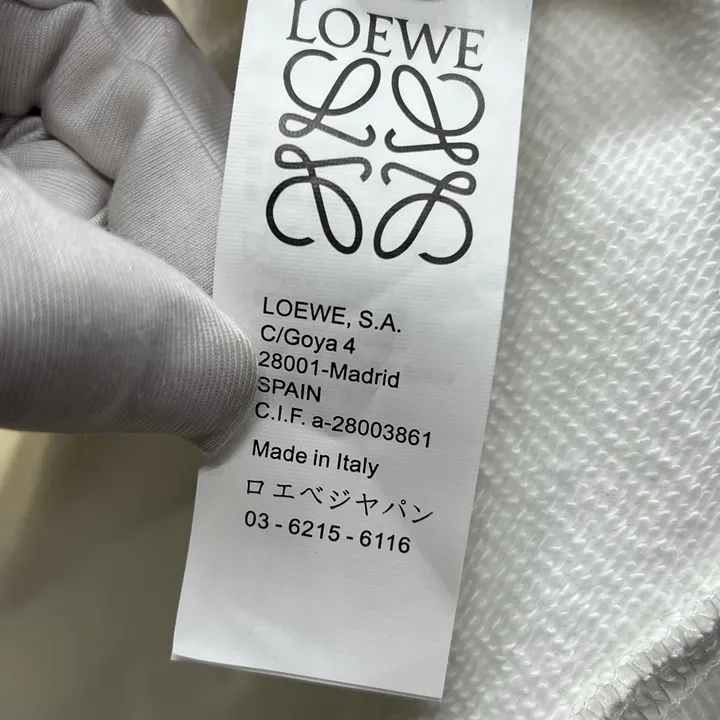 LOEWE
LOEWE, S.A.
C/Goya 4
28001-Madrid
SPAIN
C.I.F. a-28003861
Made in Italy
ロエベジヤパン
03 - 6215 - 6116